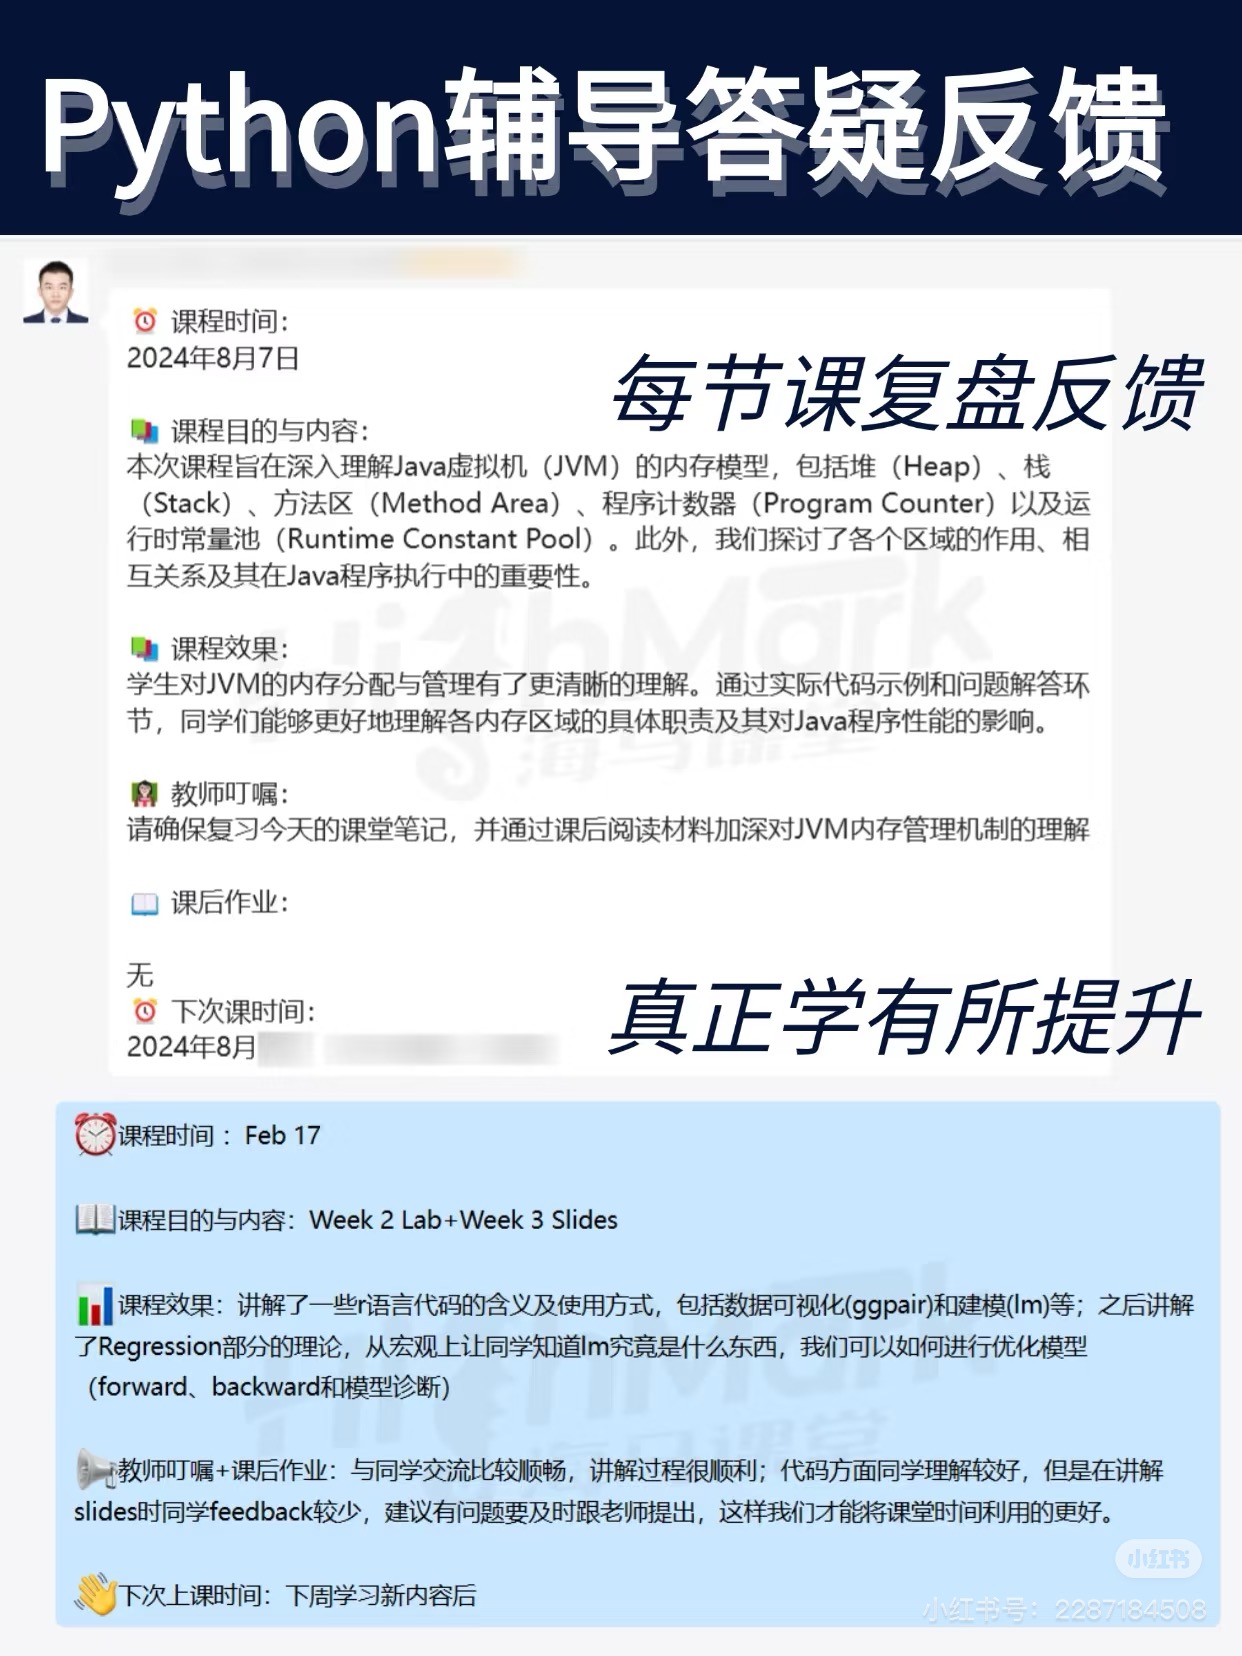 Python辅导答疑反馈
课程时间：
2024年8月7日
每节课复盘反馈
课程目的与内容：
本次课程旨在深入理解Java虚拟机（JVM）的内存模型，包括堆（Heap）、栈
（Stack）、方法区（Method Area）、程序计数器（Program Counter）以及运
行时常量池（Runtime Constant Pool）。此外，我们探讨了各个区域的作用、相
互关系及其在Java程序执行中的重要性。
课程效果：
学生对JVM的内存分配与管理有了更清晰的理解。通过实际代码示例和问题解答环
节，同学们能够更好地理解各内存区域的具体职责及其对Java程序性能的影响。
教师叮嘱：
请确保复习今天的课堂笔记，并通过课后阅读材料加深对JVM内存管理机制的理解
课后作业：
无
下次课时间：
2024年8月
真正学有所提升
HighMark
海马课堂
课程时间 ：Feb 17
课程目的与内容：Week 2 Lab+Week 3 Slides
课程效果：讲解了一些r语言代码的含义及使用方式，包括数据可视化(ggpair)和建模(lm)等；之后讲解
了Regression部分的理论，从宏观上让同学知道lm究竟是什么东西，我们可以如何进行优化模型
（forward、backward和模型诊断)
教师叮嘱+课后作业：与同学交流比较顺畅，讲解过程很顺利；代码方面同学理解较好，但是在讲解
slides时同学feedback较少，建议有问题要及时跟老师提出，这样我们才能将课堂时间利用的更好。
下次上课时间：下周学习新内容后
HighMark
海马课堂
小红书
小红书号：2287184508